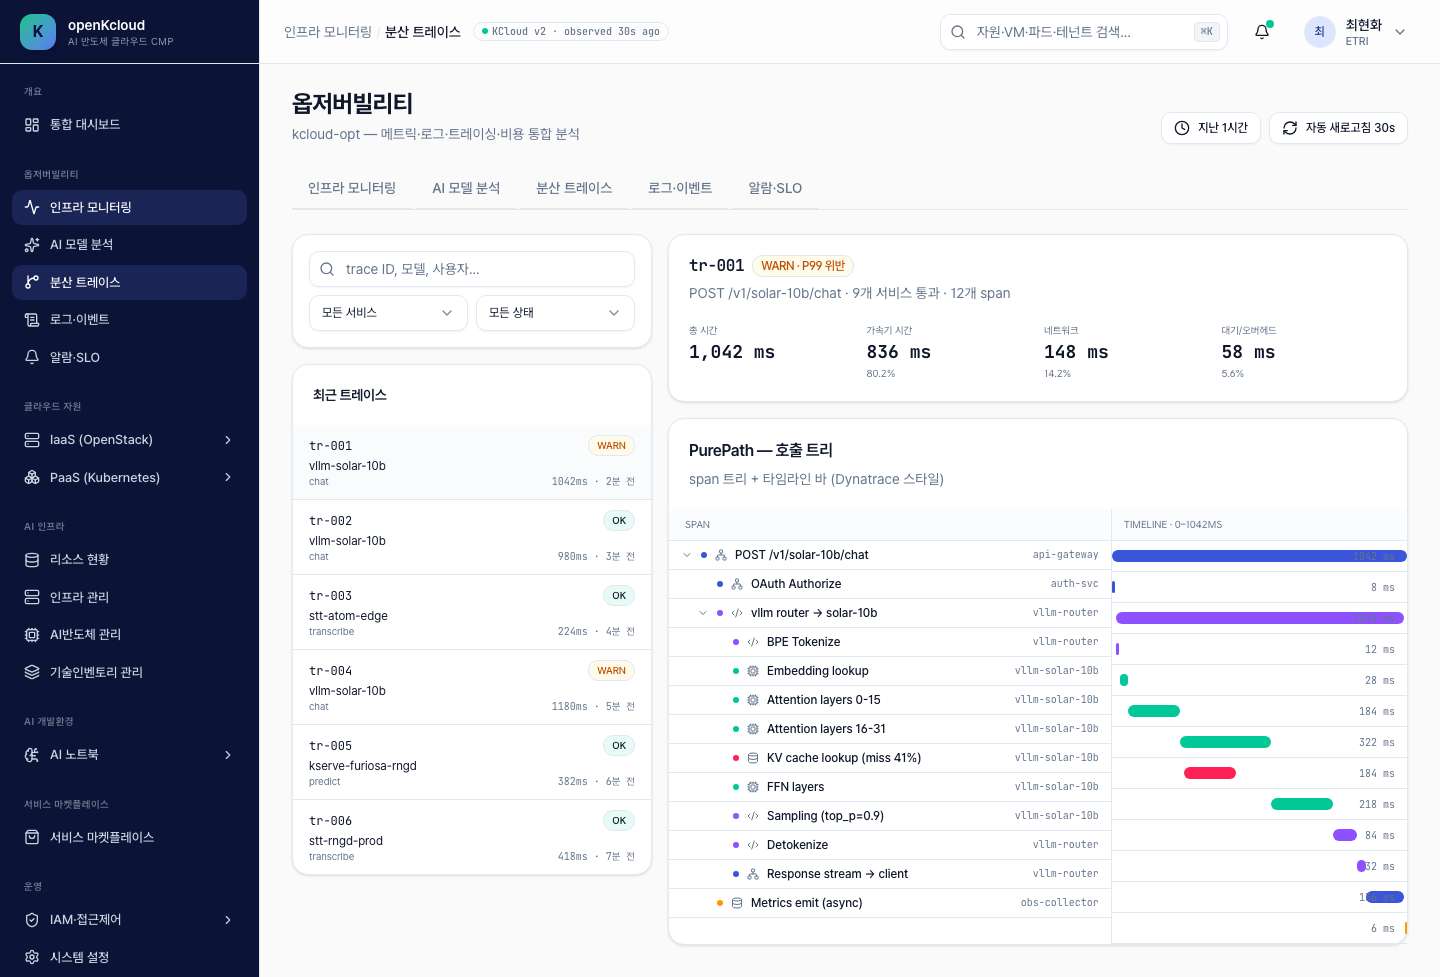 K
openKcloud
AI 반도체 클라우드 CMP
개요
통합 대시보드
옵저버빌리티
인프라 모니터링
AI 모델 분석
분산 트레이스
로그·이벤트
알람·SLO
클라우드 자원
IaaS (OpenStack)
PaaS (Kubernetes)
AI 인프라
리소스 현황
인프라 관리
AI반도체 관리
기술인벤토리 관리
AI 개발환경
AI 노트북
서비스 마켓플레이스
서비스 마켓플레이스
운영
IAM·접근제어
시스템 설정
인프라 모니터링 / 분산 트레이스
KCloud v2 · observed 30s ago
자원·VM·파드·테넌트 검색...
⌘K
최
최현화
ETRI
옵저버빌리티
kcloud-opt — 메트릭·로그·트레이싱·비용 통합 분석
지난 1시간
자동 새로고침 30s
인프라 모니터링
AI 모델 분석
분산 트레이스
로그·이벤트
알람·SLO
trace ID, 모델, 사용자...
모든 서비스
모든 상태
최근 트레이스
tr-001 WARN
vllm-solar-10b
chat 1042ms · 2분 전
tr-002 OK
vllm-solar-10b
chat 980ms · 3분 전
tr-003 OK
stt-atom-edge
transcribe 224ms · 4분 전
tr-004 WARN
vllm-solar-10b
chat 1180ms · 5분 전
tr-005 OK
kserve-furiosa-rngd
predict 382ms · 6분 전
tr-006 OK
stt-rngd-prod
transcribe 418ms · 7분 전
tr-001 WARN · P99 위반
POST /v1/solar-10b/chat · 9개 서비스 통과 · 12개 span
총 시간
1,042 ms
가속기 시간
836 ms
80.2%
네트워크
148 ms
14.2%
대기/오버헤드
58 ms
5.6%
PurePath — 호출 트리
span 트리 + 타임라인 바 (Dynatrace 스타일)
SPAN
TIMELINE · 0–1042MS
POST /v1/solar-10b/chat api-gateway 1042 ms
OAuth Authorize auth-svc 8 ms
vllm router → solar-10b vllm-router
BPE Tokenize vllm-router 12 ms
Embedding lookup vllm-solar-10b 28 ms
Attention layers 0-15 vllm-solar-10b 184 ms
Attention layers 16-31 vllm-solar-10b 322 ms
KV cache lookup (miss 41%) vllm-solar-10b 184 ms
FFN layers vllm-solar-10b 218 ms
Sampling (top_p=0.9) vllm-solar-10b 84 ms
Detokenize vllm-router 32 ms
Response stream → client vllm-router
Metrics emit (async) obs-collector 6 ms